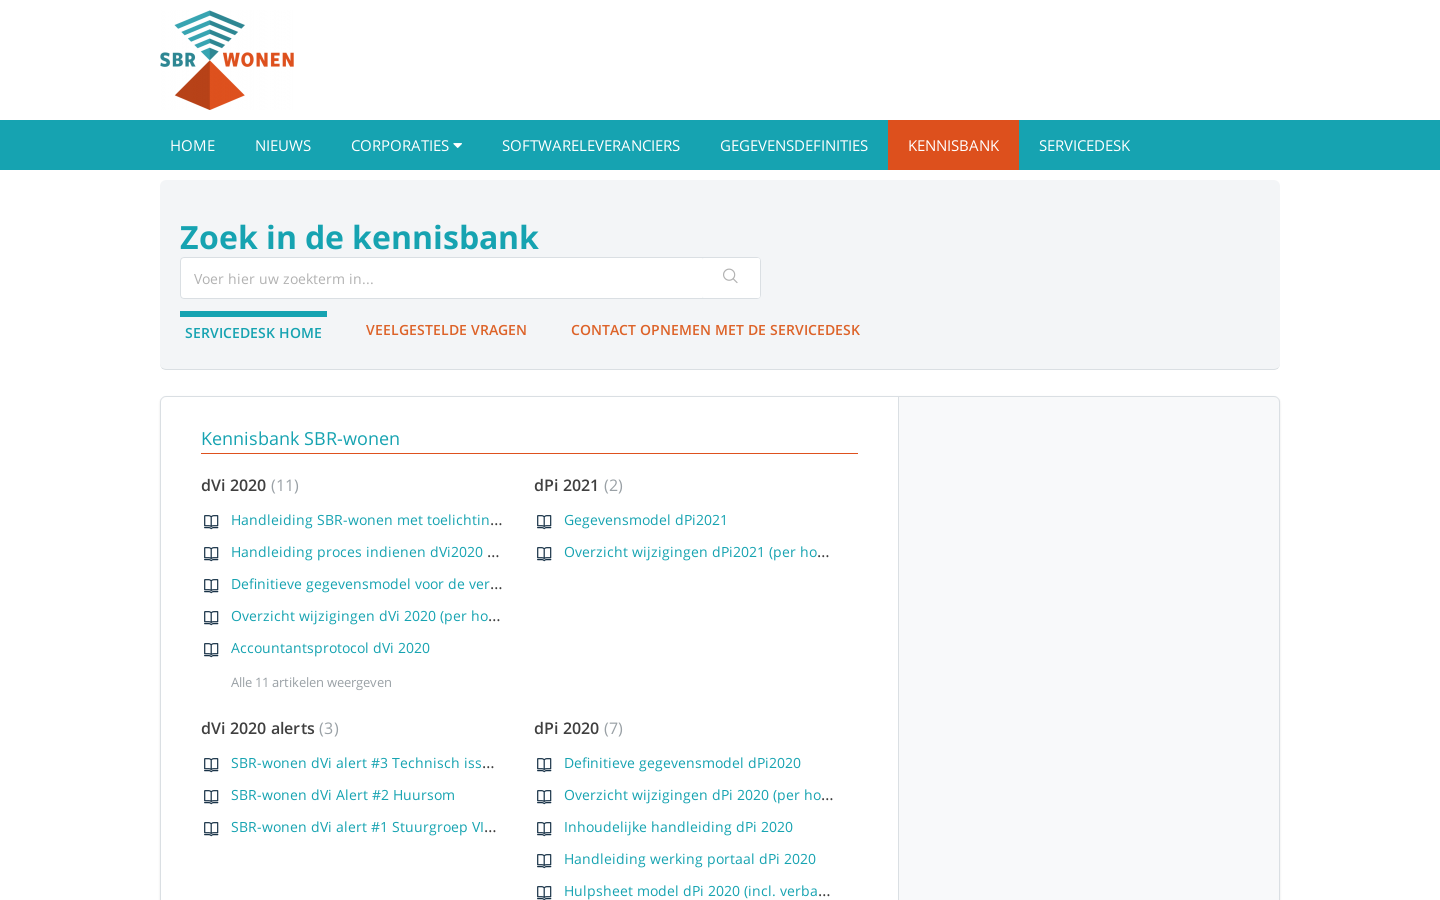 SBR WONEN
HOME NIEUWS CORPORATIES SOFTWARELEVERANCIERS GEGEVENSDEFINITIES KENNISBANK SERVICEDESK
Zoek in de kennisbank
Voer hier uw zoekterm in...
SERVICEDESK HOME VEELGESTELDE VRAGEN CONTACT OPNEMEN MET DE SERVICEDESK
Kennisbank SBR-wonen
dVi 2020 (11)
Handleiding SBR-wonen met toelichtin...
Handleiding proces indienen dVi2020 ...
Definitieve gegevensmodel voor de ver...
Overzicht wijzigingen dVi 2020 (per ho...
Accountantsprotocol dVi 2020
Alle 11 artikelen weergeven
dPi 2021 (2)
Gegevensmodel dPi2021
Overzicht wijzigingen dPi2021 (per ho...
dVi 2020 alerts (3)
SBR-wonen dVi alert #3 Technisch iss...
SBR-wonen dVi Alert #2 Huursom
SBR-wonen dVi alert #1 Stuurgroep VI...
dPi 2020 (7)
Definitieve gegevensmodel dPi2020
Overzicht wijzigingen dPi 2020 (per ho...
Inhoudelijke handleiding dPi 2020
Handleiding werking portaal dPi 2020
Hulpsheet model dPi 2020 (incl. verba...